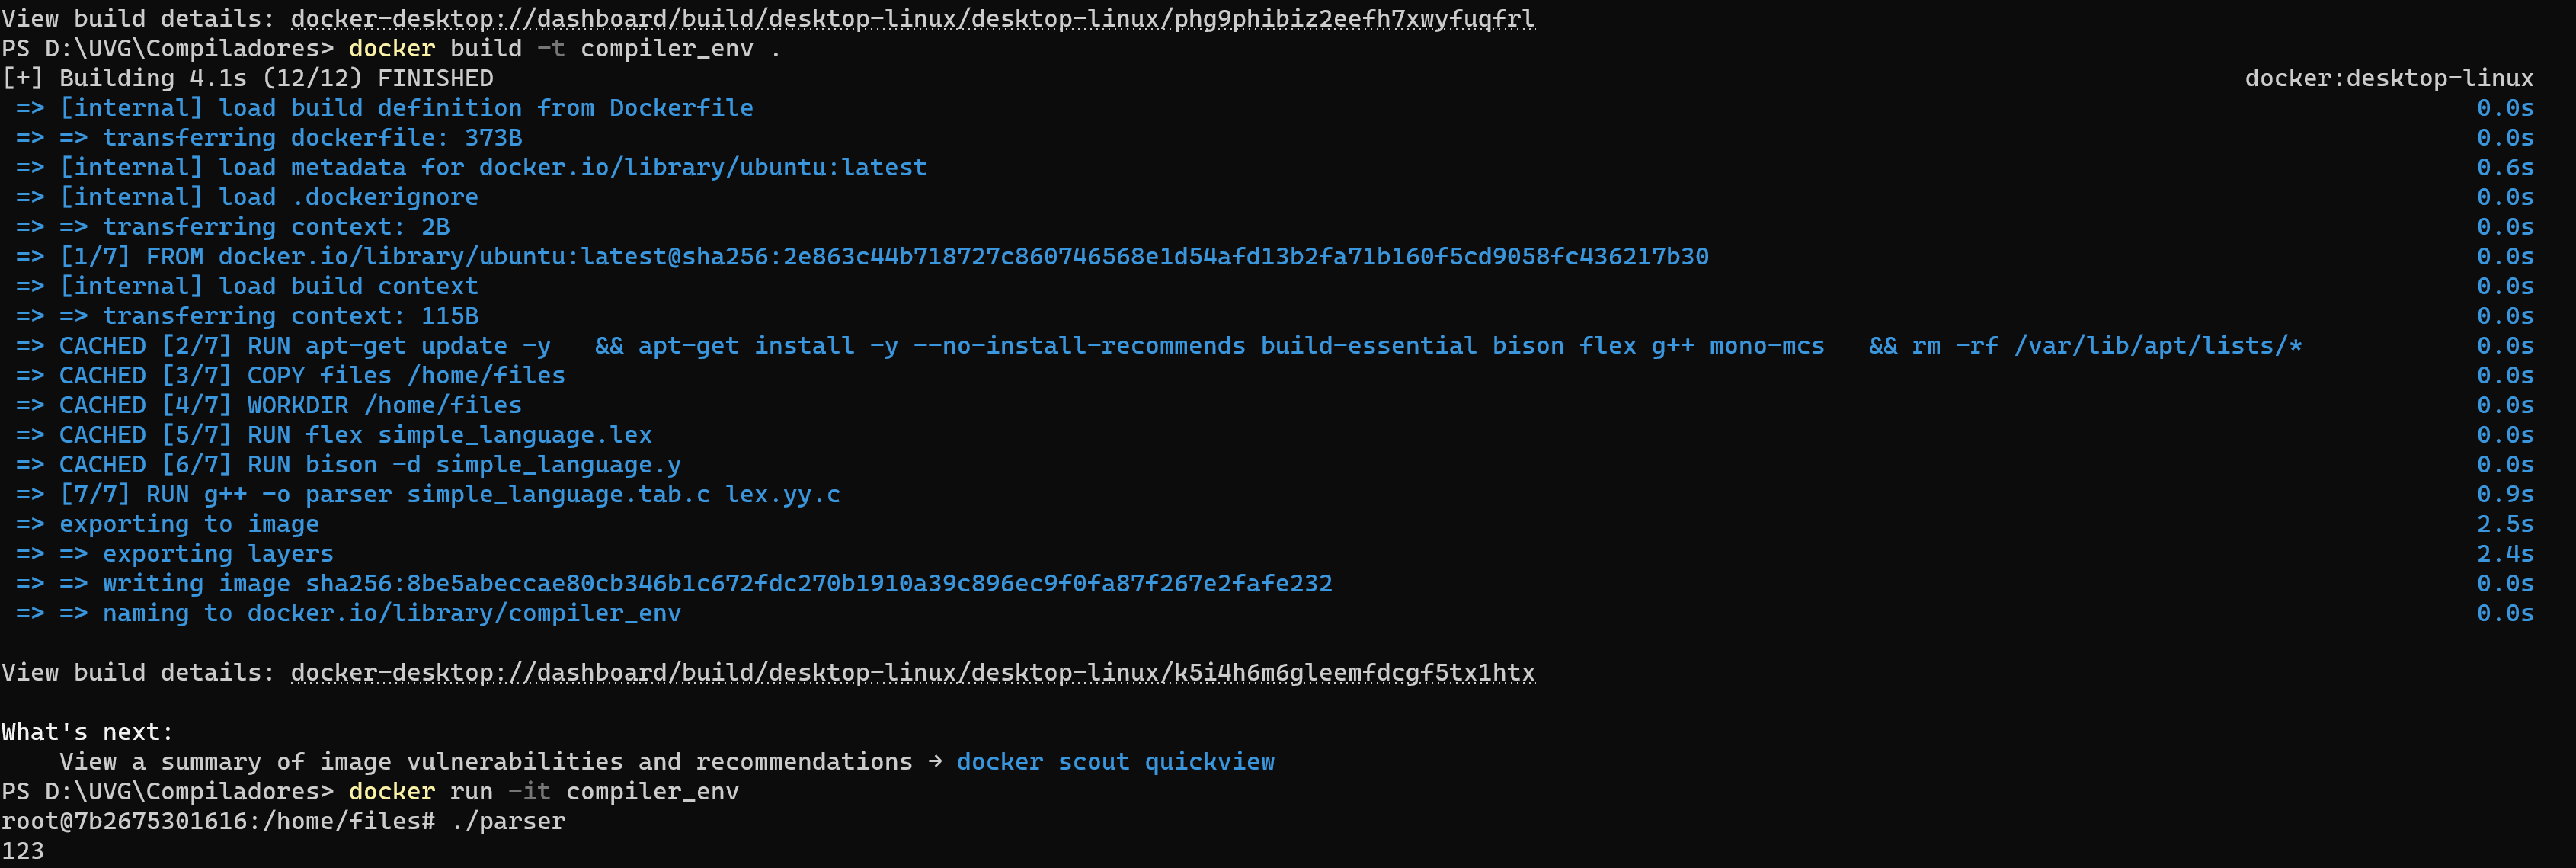 View build details: docker-desktop://dashboard/build/desktop-linux/desktop-linux/phg9phibiz2eefh7xwyfuqfrl
PS D:\UVG\Compiladores> docker build -t compiler_env .
[+] Building 4.1s (12/12) FINISHED docker:desktop-linux
=> [internal] load build definition from Dockerfile 0.0s
=> => transferring dockerfile: 373B 0.0s
=> [internal] load metadata for docker.io/library/ubuntu:latest 0.6s
=> [internal] load .dockerignore 0.0s
=> => transferring context: 2B 0.0s
=> [1/7] FROM docker.io/library/ubuntu:latest@sha256:2e863c44b718727c860746568e1d54afd13b2fa71b160f5cd9058fc436217b30 0.0s
=> [internal] load build context 0.0s
=> => transferring context: 115B 0.0s
=> CACHED [2/7] RUN apt-get update -y   && apt-get install -y --no-install-recommends build-essential bison flex g++ mono-mcs   && rm -rf /var/lib/apt/lists/* 0.0s
=> CACHED [3/7] COPY files /home/files 0.0s
=> CACHED [4/7] WORKDIR /home/files 0.0s
=> CACHED [5/7] RUN flex simple_language.lex 0.0s
=> CACHED [6/7] RUN bison -d simple_language.y 0.0s
=> [7/7] RUN g++ -o parser simple_language.tab.c lex.yy.c 0.9s
=> exporting to image 2.5s
=> => exporting layers 2.4s
=> => writing image sha256:8be5abeccae80cb346b1c672fdc270b1910a39c896ec9f0fa87f267e2fafe232 0.0s
=> => naming to docker.io/library/compiler_env 0.0s
View build details: docker-desktop://dashboard/build/desktop-linux/desktop-linux/k5i4h6m6gleemfdcgf5tx1htx
What's next:
View a summary of image vulnerabilities and recommendations → docker scout quickview
PS D:\UVG\Compiladores> docker run -it compiler_env
root@7b2675301616:/home/files# ./parser
123